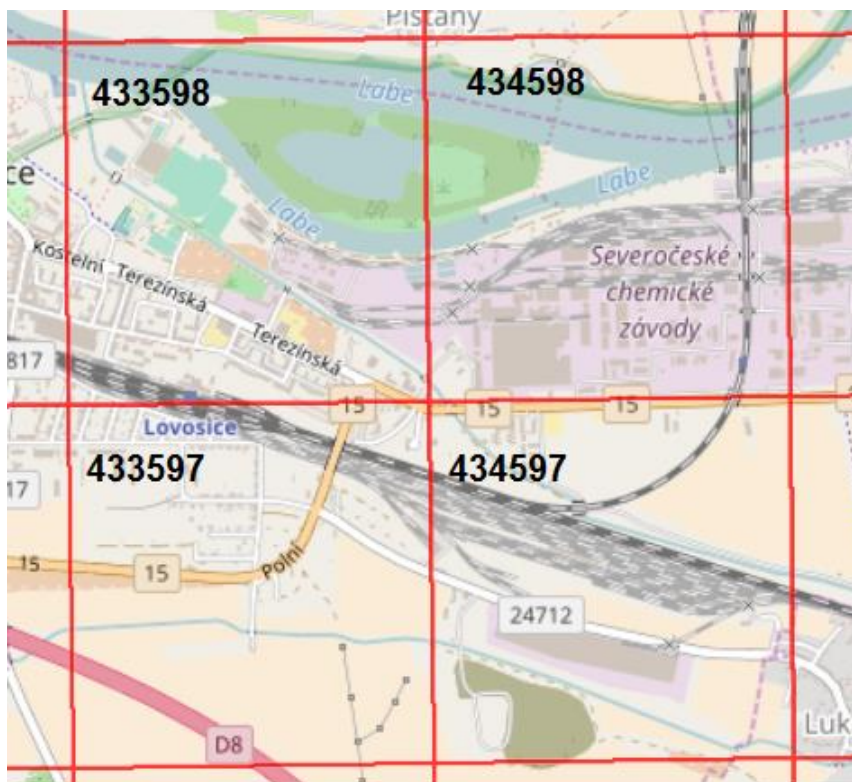 Píšťany
433598
434598
Labe
Labe
Labe
ce
Severočeské
chemické
závody
Kostelní
Terezínská
Terezínská
817
15
15
15
Lovosice
433597
434597
17
15
15
Polní
24712
D8
Luk